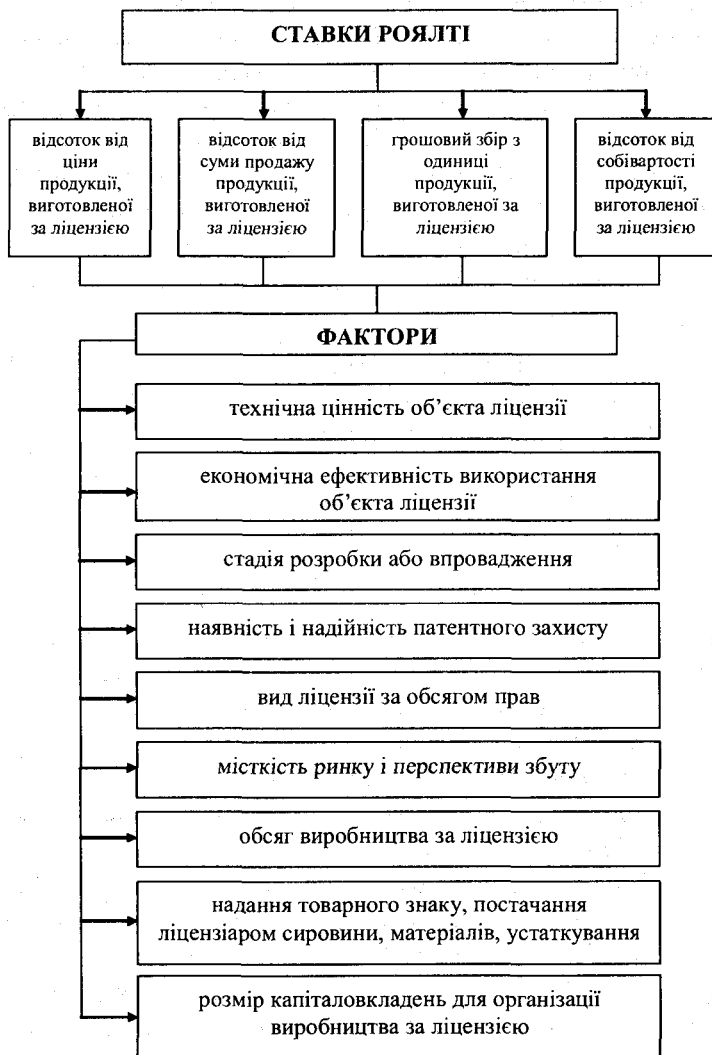 СТАВКИ РОЯЛТІ
відсоток від
ціни
продукції,
виготовленої
за ліцензією
відсоток від
суми продажу
продукції,
виготовленої
за ліцензією
грошовий збір з
одиниці
продукції,
виготовленої за
ліцензією
відсоток від
собівартості
продукції,
виготовленої
за ліцензією
ФАКТОРИ
технічна цінність об’єкта ліцензії
економічна ефективність використання
об’єкта ліцензії
стадія розробки або впровадження
наявність і надійність патентного захисту
вид ліцензії за обсягом прав
місткість ринку і перспективи збуту
обсяг виробництва за ліцензією
надання товарного знаку, постачання
ліцензіаром сировини, матеріалів, устаткування
розмір капіталовкладень для організації
виробництва за ліцензією